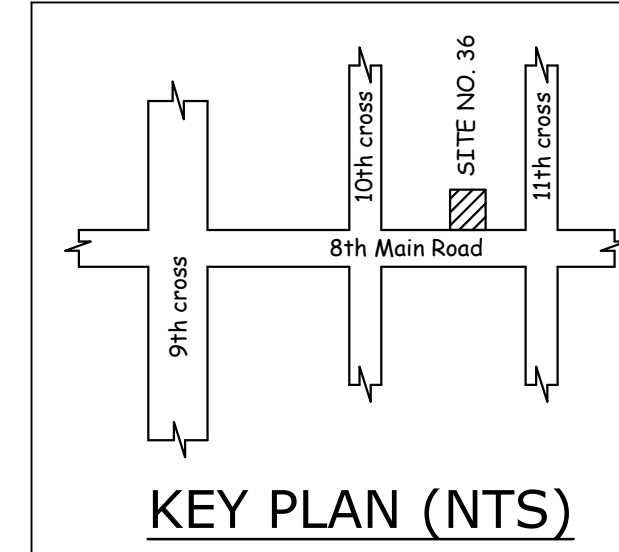 SITE NO. 36
10th cross
11th cross
8th Main Road
9th cross
KEY PLAN (NTS)